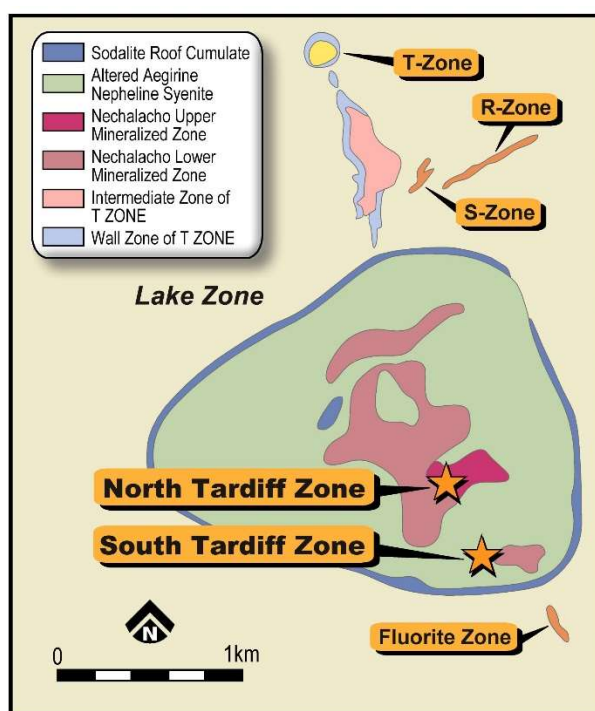 Sodalite Roof Cumulate
Altered Aegirine
Nepheline Syenite
Nechalacho Upper
Mineralized Zone
Nechalacho Lower
Mineralized Zone
Intermediate Zone of
T ZONE
Wall Zone of T ZONE
T-Zone
R-Zone
S-Zone
Lake Zone
North Tardiff Zone
South Tardiff Zone
Fluorite Zone
N
0 1km